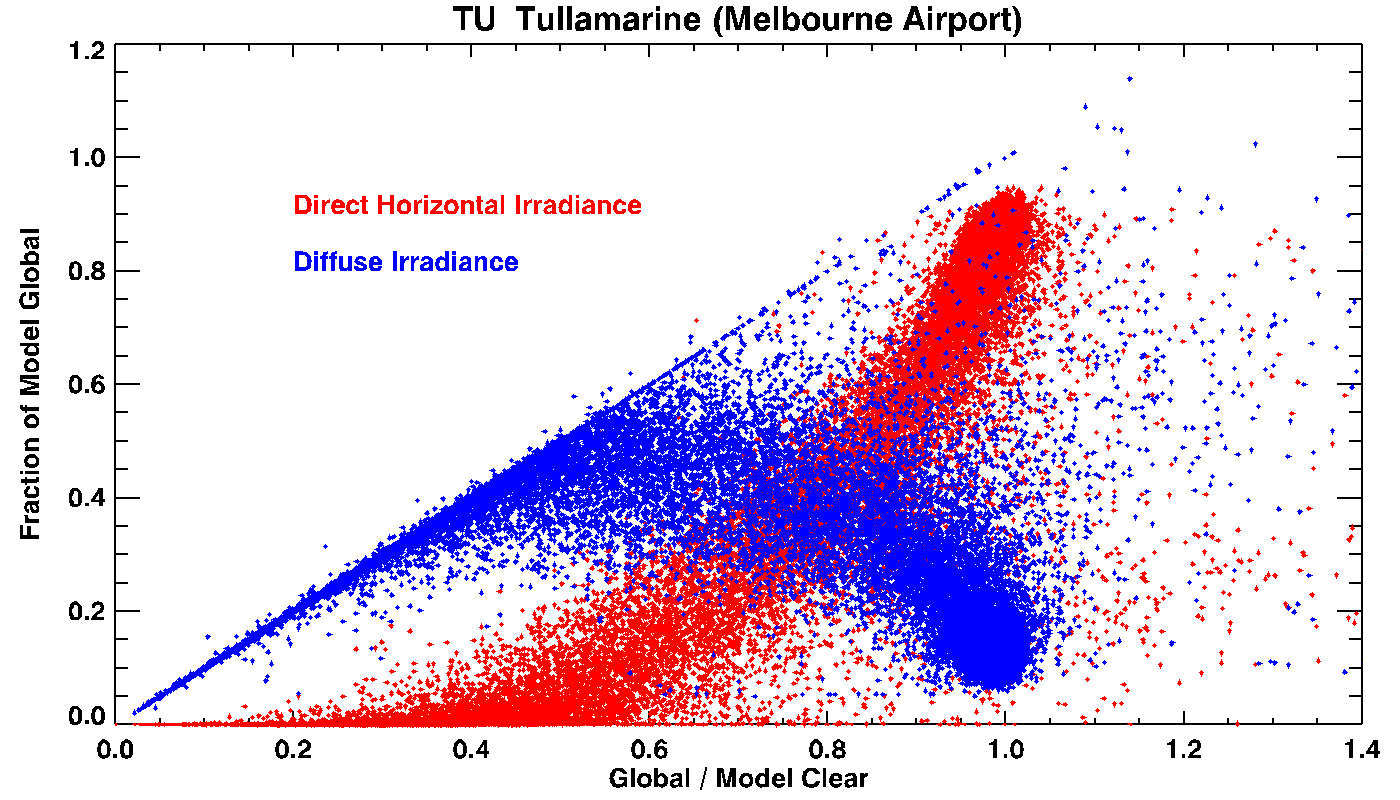 TU Tullamarine (Melbourne Airport)
1.2
1.0
0.8
0.6
0.4
0.2
0.0
Fraction of Model Global
Direct Horizontal Irradiance
Diffuse Irradiance
0.0 0.2 0.4 0.6 0.8 1.0 1.2 1.4
Global / Model Clear